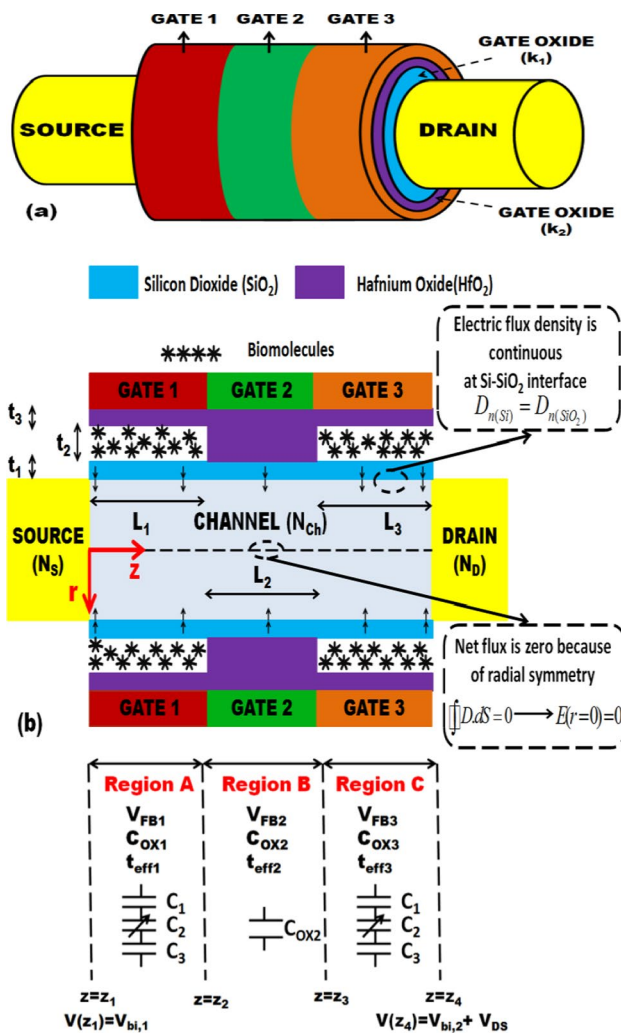 GATE 1 GATE 2 GATE 3
GATE OXIDE
(k₁)
SOURCE
DRAIN
(a)
GATE OXIDE
(k₂)
Silicon Dioxide (SiO₂)
Hafnium Oxide(HfO₂)
Biomolecules
Electric flux density is
continuous
at Si-SiO₂ interface
Dn(Si) = Dn(SiO₂)
GATE 1 GATE 2 GATE 3
t₃
t₂
t₁
L₁
CHANNEL (NCh)
L₃
SOURCE
(NS)
DRAIN
(ND)
z
r
L₂
Net flux is zero because
of radial symmetry
∯D.dS=0 ⟶ E(r=0)=0
GATE 1 GATE 2 GATE 3
(b)
Region A Region B Region C
VFB1 VFB2 VFB3
COX1 COX2 COX3
teff1 teff2 teff3
C₁ C₁
C₂ COX2 C₂
C₃ C₃
z=z₁ z=z₂ z=z₃ z=z₄
V(z₁)=Vbi,1 V(z₄)=Vbi,2+ VDS